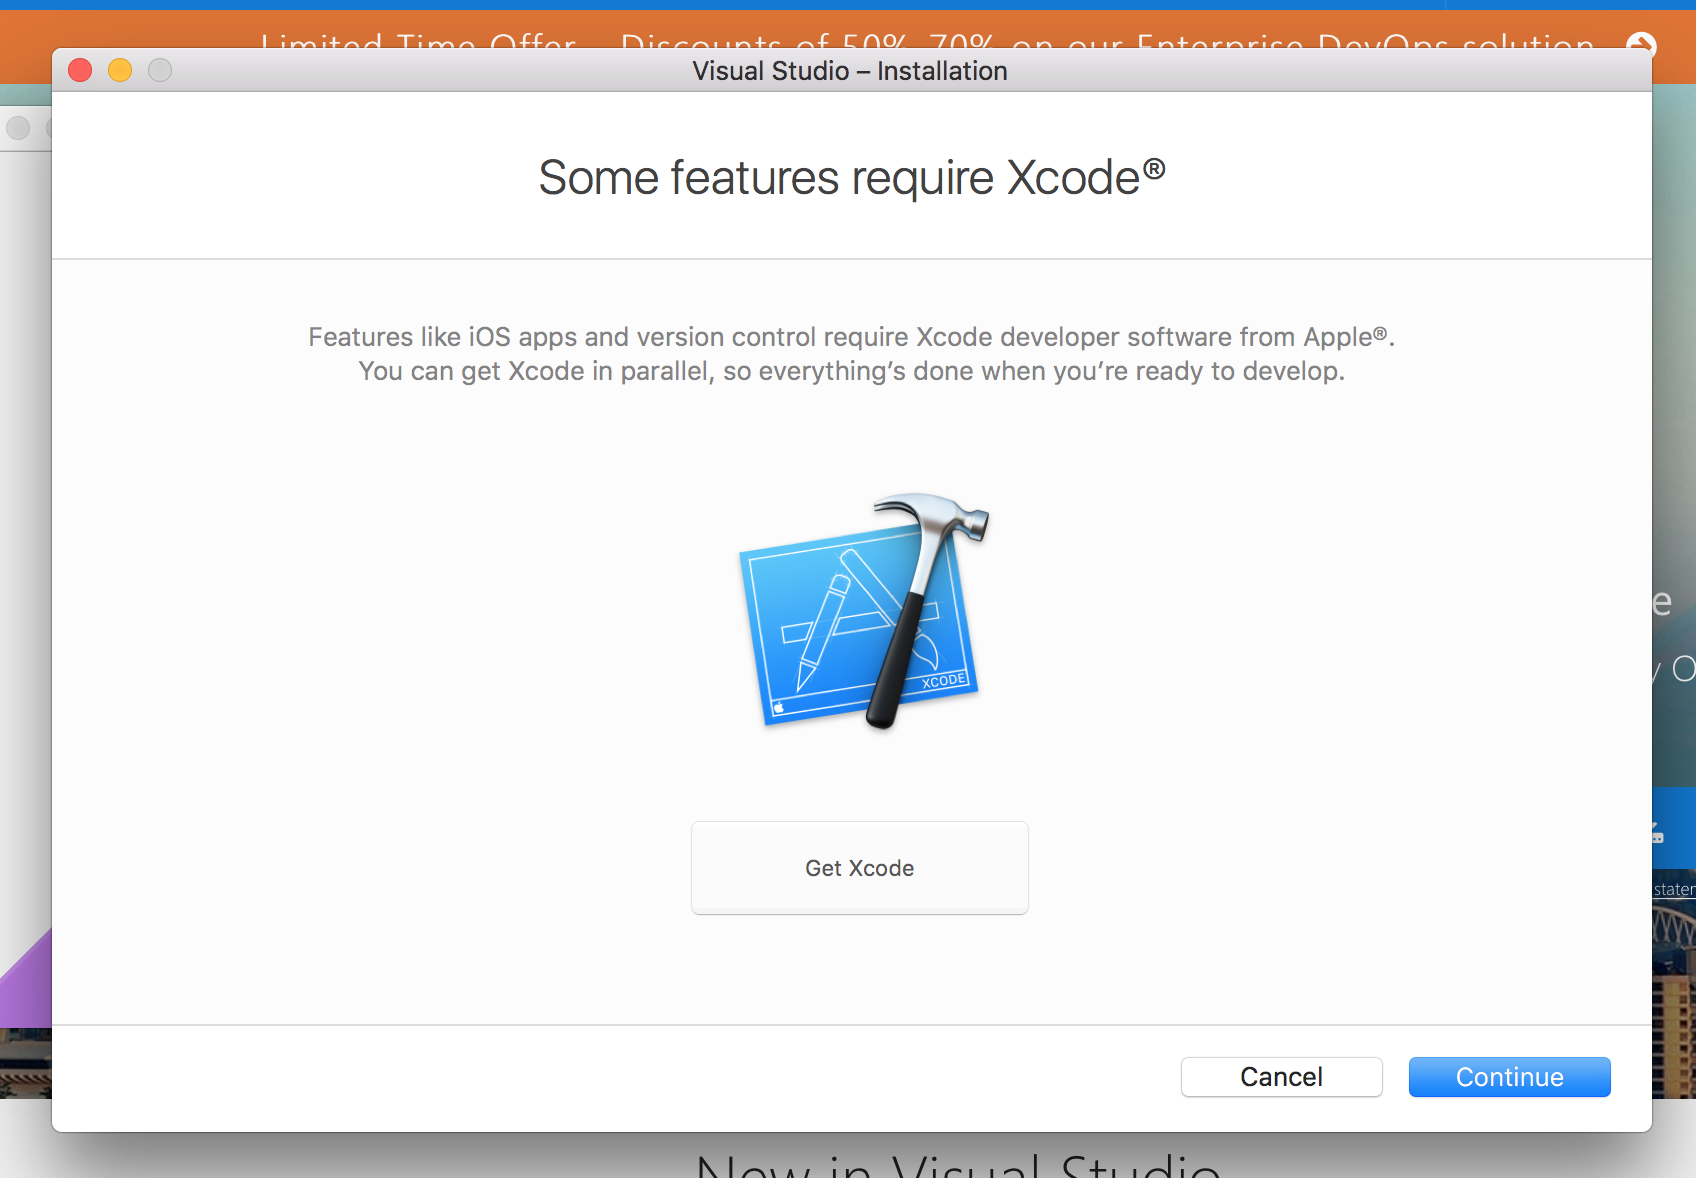 Limited Time Offer Discounts of 50%-70% on our Enterprise DevOps solution
Visual Studio – Installation
Some features require Xcode®
Features like iOS apps and version control require Xcode developer software from Apple®.
You can get Xcode in parallel, so everything’s done when you’re ready to develop.
XCODE
Get Xcode
Cancel
Continue
New in Visual Studio